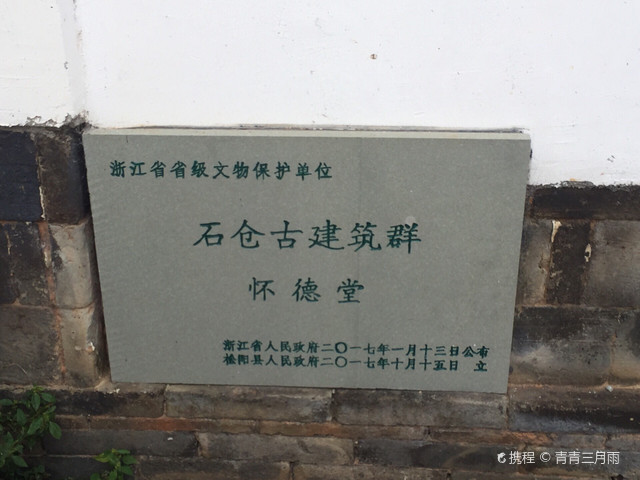 浙江省省级文物保护单位
石仓古建筑群
怀德堂
浙江省人民政府二〇一七年一月十三日公布
松阳县人民政府二〇一七年十月十五日 立
携程 © 青青三月雨